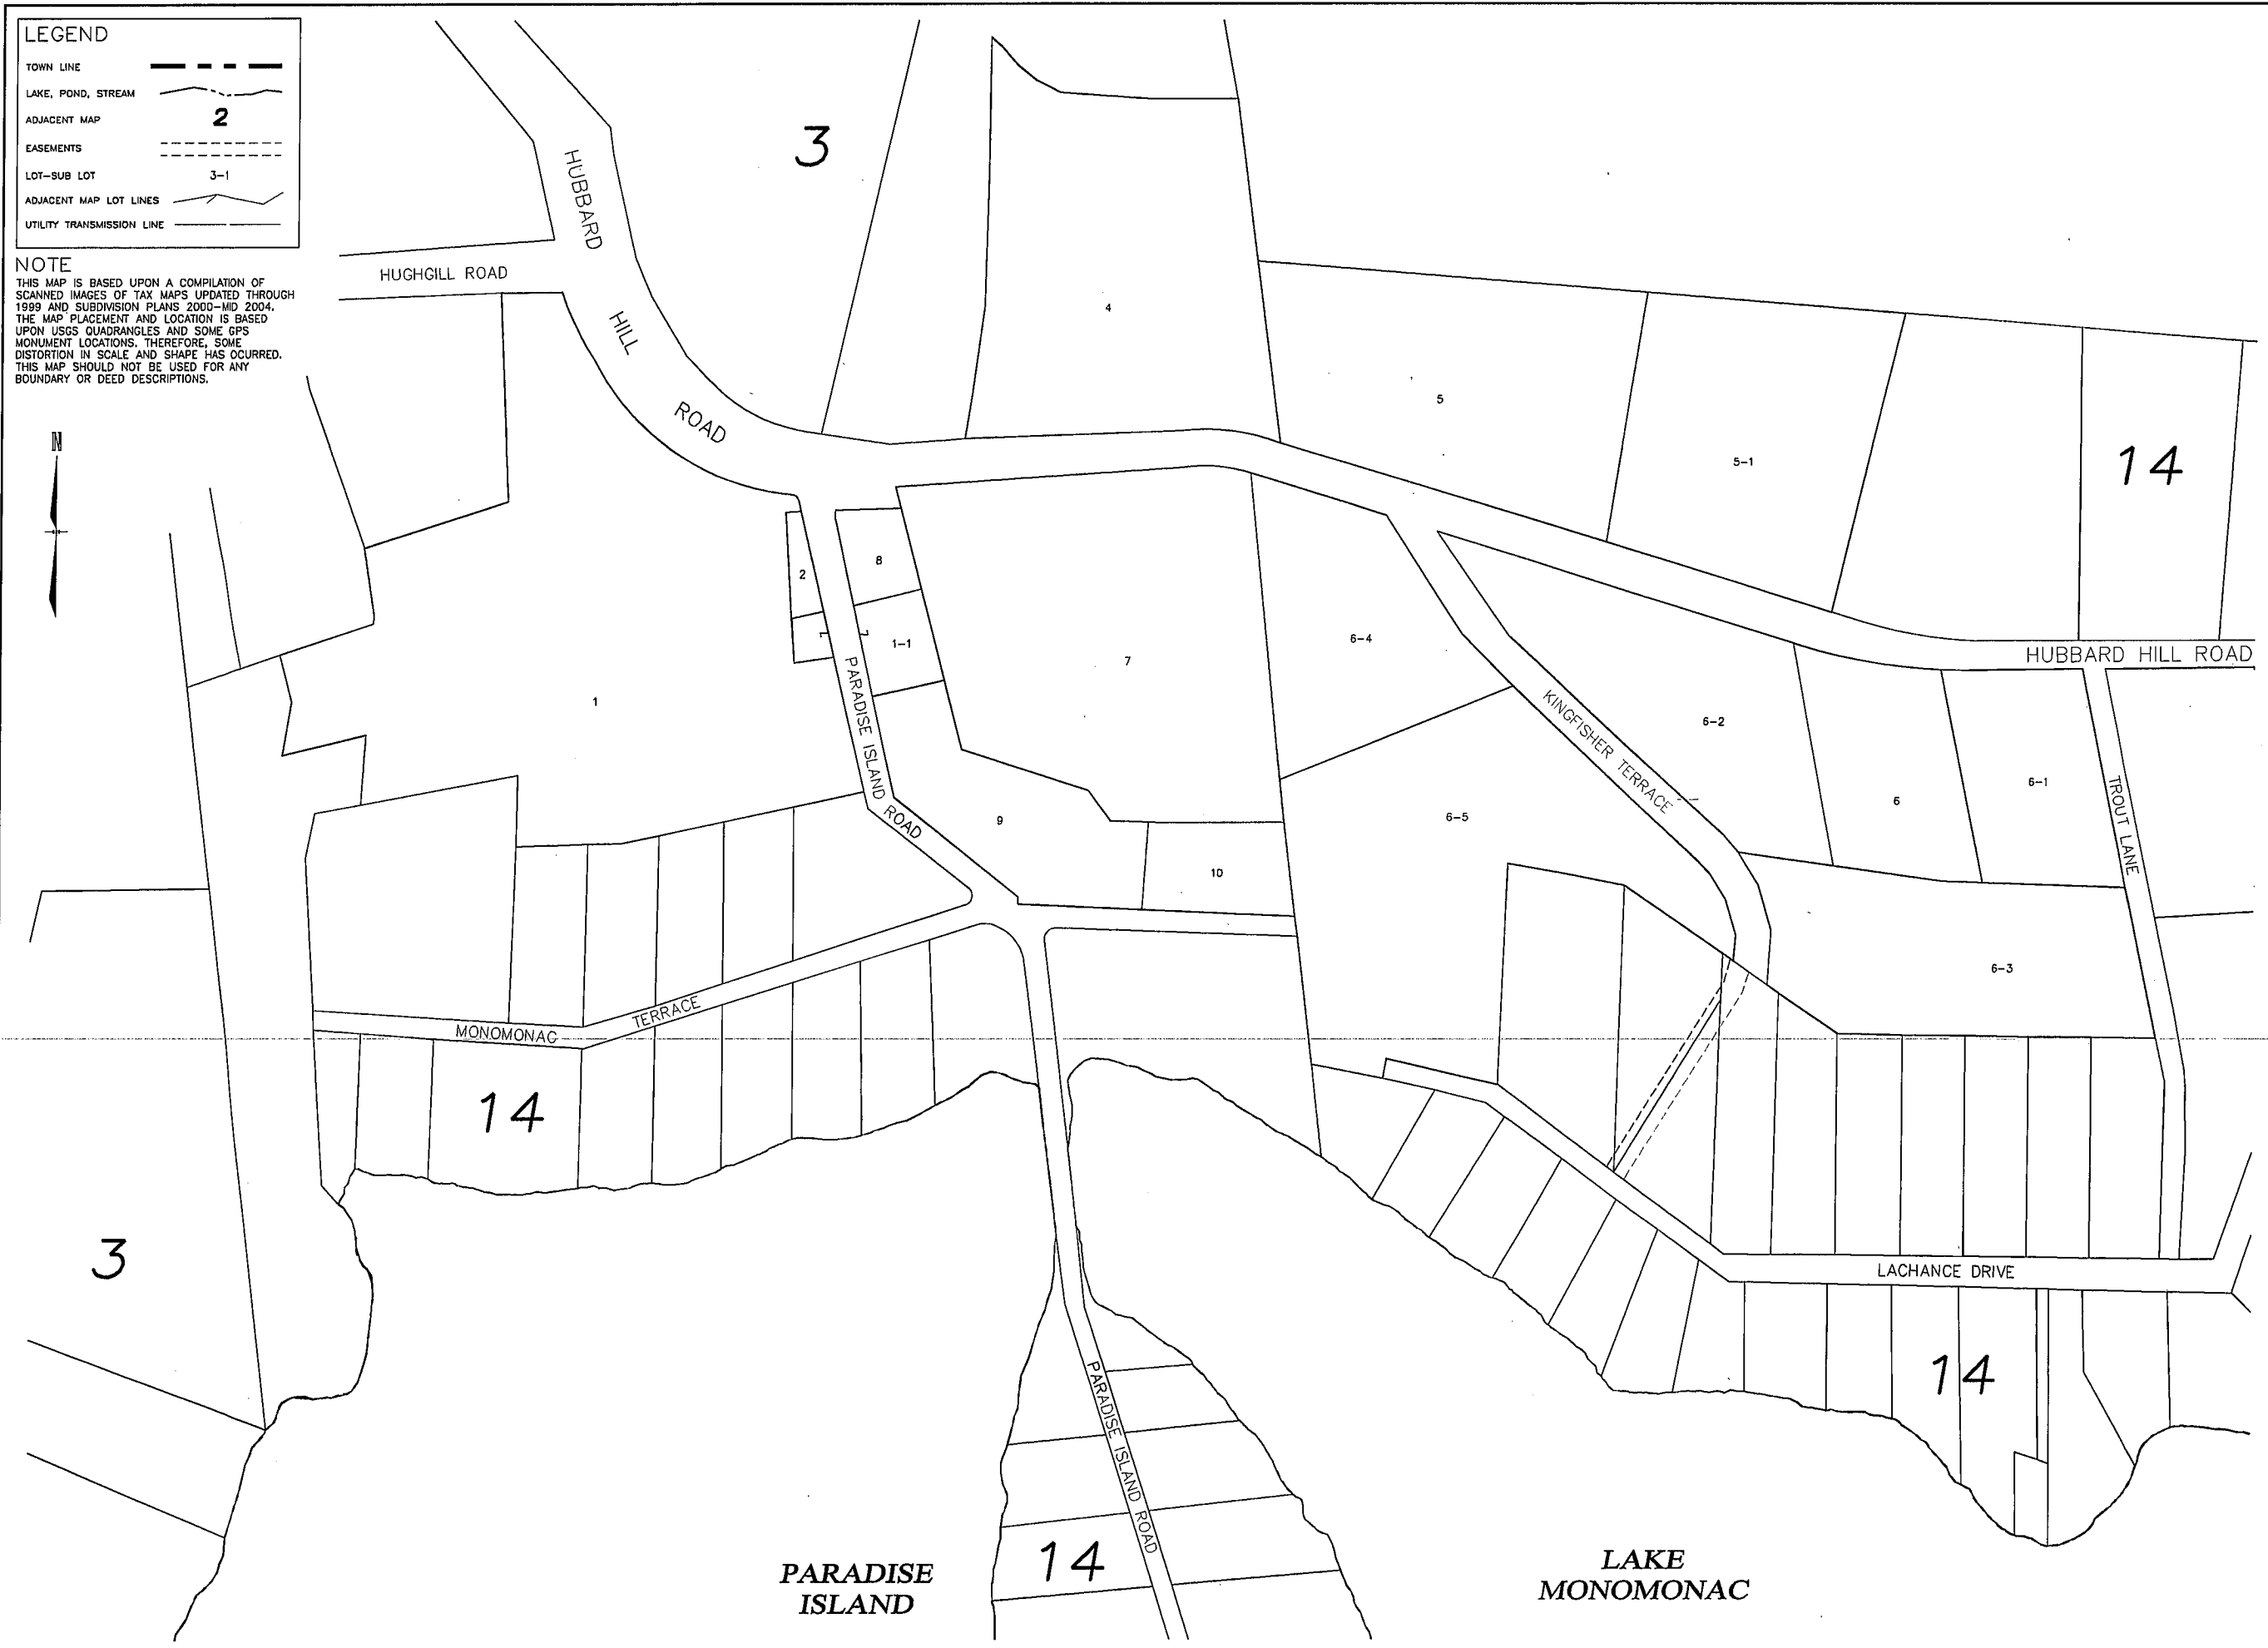 LEGEND
TOWN LINE
LAKE, POND, STREAM
ADJACENT MAP 2
EASEMENTS
LOT-SUB LOT 3-1
ADJACENT MAP LOT LINES
UTILITY TRANSMISSION LINE
NOTE
THIS MAP IS BASED UPON A COMPILATION OF
SCANNED IMAGES OF TAX MAPS UPDATED THROUGH
1999 AND SUBDIVISION PLANS 2000-MID 2004.
THE MAP PLACEMENT AND LOCATION IS BASED
UPON USGS QUADRANGLES AND SOME GPS
MONUMENT LOCATIONS. THEREFORE, SOME
DISTORTION IN SCALE AND SHAPE HAS OCURRED.
THIS MAP SHOULD NOT BE USED FOR ANY
BOUNDARY OR DEED DESCRIPTIONS.
N
3
HUBBARD
HILL
ROAD
HUGHGILL ROAD
4
5
5-1
14
2
8
1-1
7
6-4
1
PARADISE ISLAND
ROAD
9
10
KINGFISHER TERRACE
HUBBARD HILL ROAD
6-2
6
6-1
TROUT LANE
6-5
6-3
MONOMONAC
TERRACE
14
3
LACHANCE DRIVE
14
PARADISE ISLAND ROAD
14
PARADISE
ISLAND
LAKE
MONOMONAC